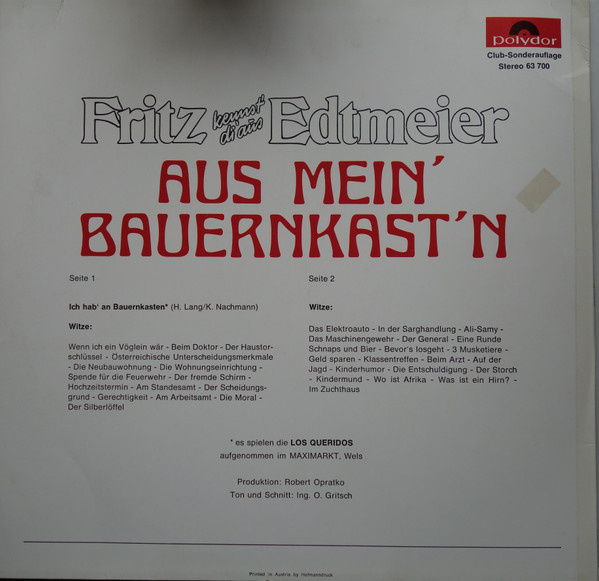 Polydor
Club-Sonderauflage
Stereo 63 700
Fritz kennst di aus Edtmeier
AUS MEIN'
BAUERNKAST'N
Seite 1
Ich hab' an Bauernkasten* (H. Lang/K. Nachmann)
Witze:
Wenn ich ein Vöglein wär - Beim Doktor - Der Haustor-
schlüssel - Österreichische Unterscheidungsmerkmale
- Die Neubauwohnung - Die Wohnungseinrichtung -
Spende für die Feuerwehr - Der fremde Schirm -
Hochzeitstermin - Am Standesamt - Der Scheidungs-
grund - Gerechtigkeit - Am Arbeitsamt - Die Moral -
Der Silberlöffel
Seite 2
Witze:
Das Elektroauto - In der Sarghandlung - Ali-Samy -
Das Maschinengewehr - Der General - Eine Runde
Schnaps und Bier - Bevor's losgeht - 3 Musketiere -
Geld sparen - Klassentreffen - Beim Arzt - Auf der
Jagd - Kinderhumor - Die Entschuldigung - Der Storch
- Kindermund - Wo ist Afrika - Was ist ein Hirn? -
Im Zuchthaus
* es spielen die LOS QUERIDOS
aufgenommen im MAXIMARKT, Wels
Produktion: Robert Opratko
Ton und Schnitt: Ing. O. Gritsch
Printed in Austria by